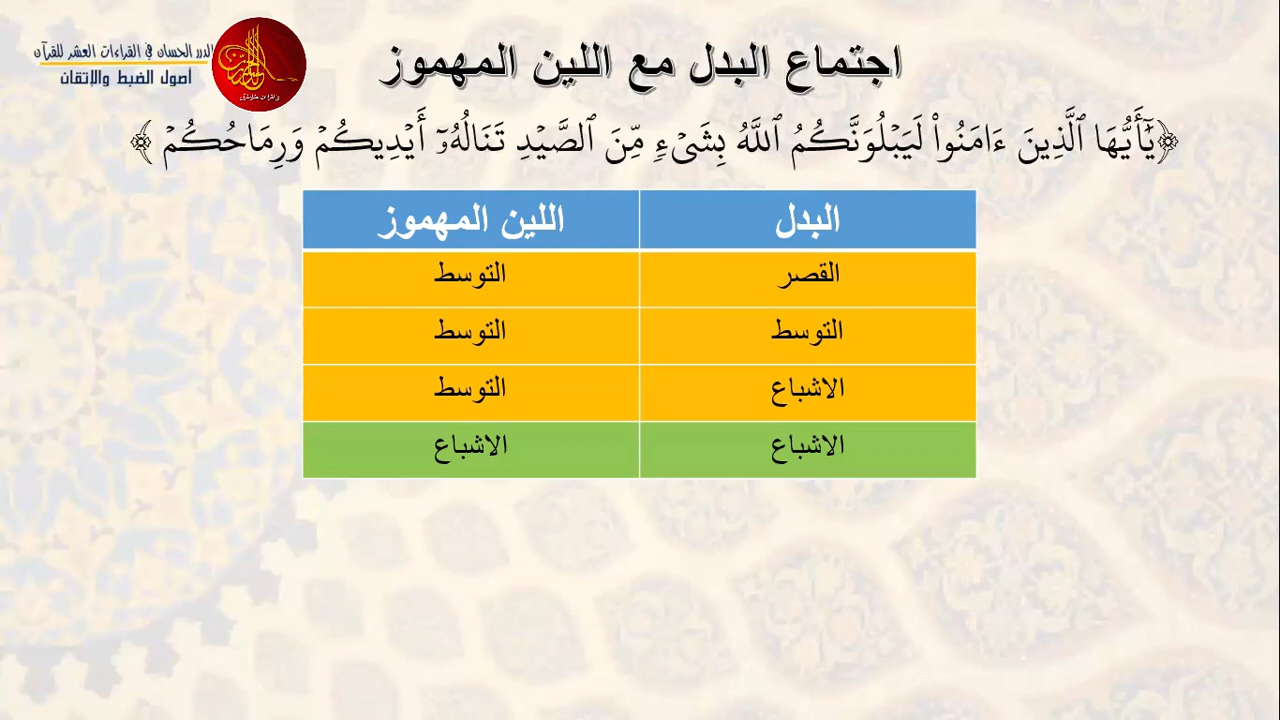 الدرر الحسان في القراءات العشر للقرآن
أصول الضبط والإتقان
اجتماع البدل مع اللين المهموز
﴿يَٰٓأَيُّهَا ٱلَّذِينَ ءَامَنُوا۟ لَيَبْلُوَنَّكُمُ ٱللَّهُ بِشَىْءٍ مِّنَ ٱلصَّيْدِ تَنَالُهُۥٓ أَيْدِيكُمْ وَرِمَاحُكُمْ﴾
البدل اللين المهموز
القصر التوسط
التوسط التوسط
الاشباع التوسط
الاشباع الاشباع